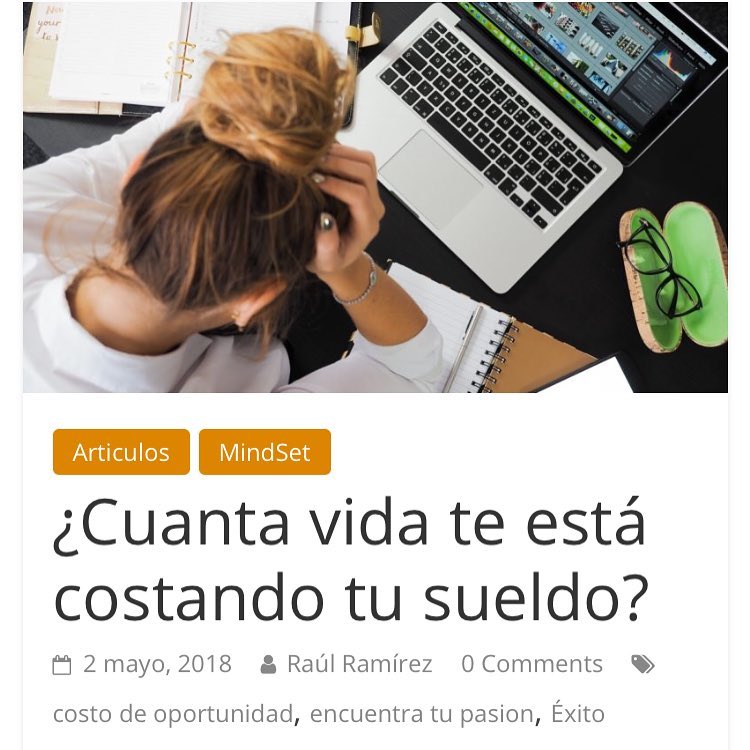 Articulos MindSet
¿Cuanta vida te está
costando tu sueldo?
2 mayo, 2018 Raúl Ramírez 0 Comments
costo de oportunidad, encuentra tu pasion, Éxito